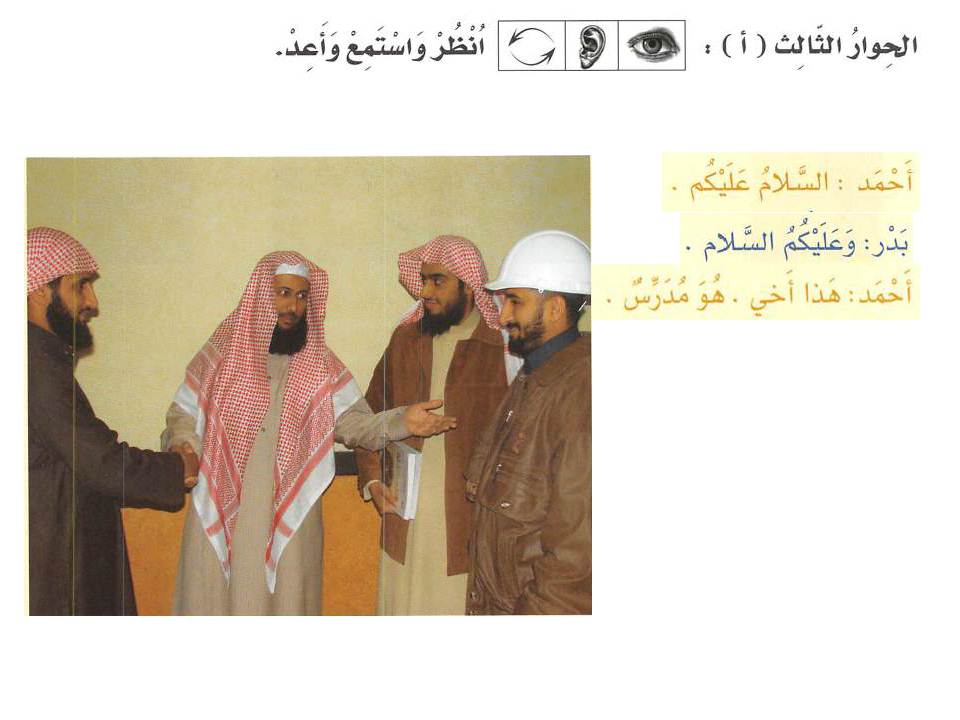 الحِوارُ الثّالِث ( أ ) : اُنْظُرْ وَاسْتَمِعْ وَأَعِدْ.
أَحْمَد : السَّلامُ عَلَيْكُم .
بَدْر: وَعَلَيْكُمُ السَّلام .
أَحْمَد: هَذا أَخي . هُوَ مُدَرِّسٌ .